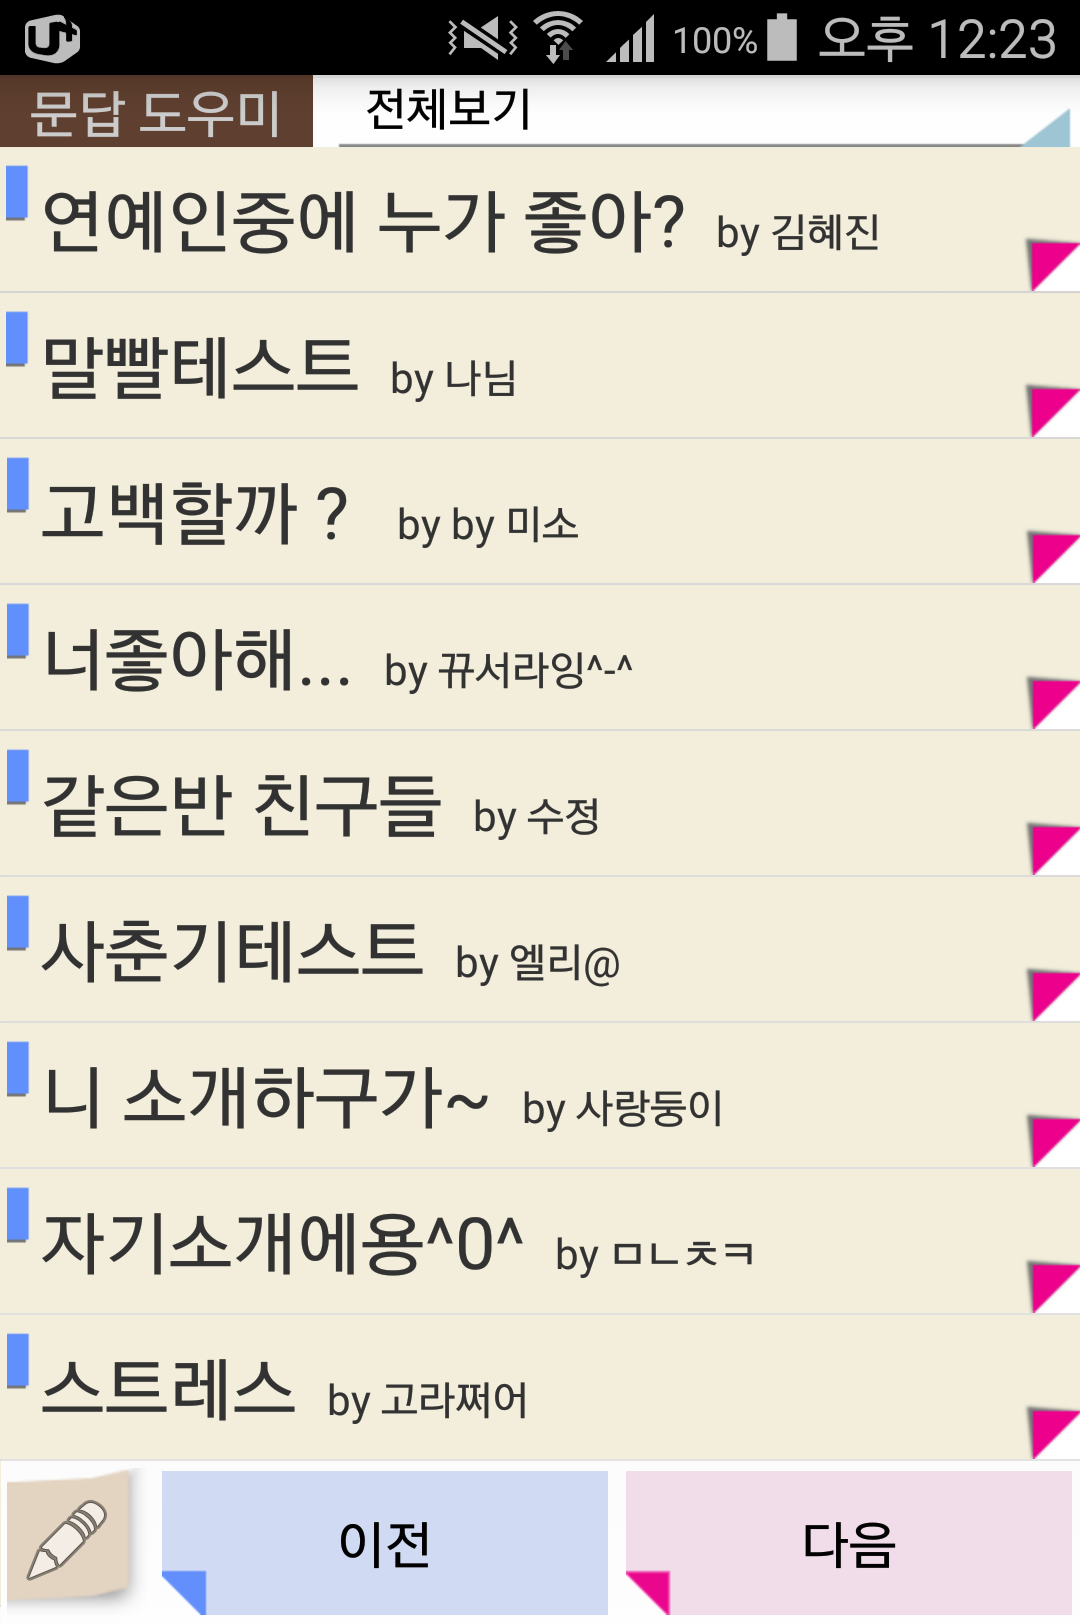 U+ 100% 오후 12:23
문답 도우미 전체보기
연예인중에 누가 좋아? by 김혜진
말빨테스트 by 나님
고백할까 ? by by 미소
너좋아해... by 뀨서라잉^-^
같은반 친구들 by 수정
사춘기테스트 by 엘리@
니 소개하구가~ by 사랑둥이
자기소개에용^0^ by ㅁㄴㅊㅋ
스트레스 by 고라쩌어
이전 다음